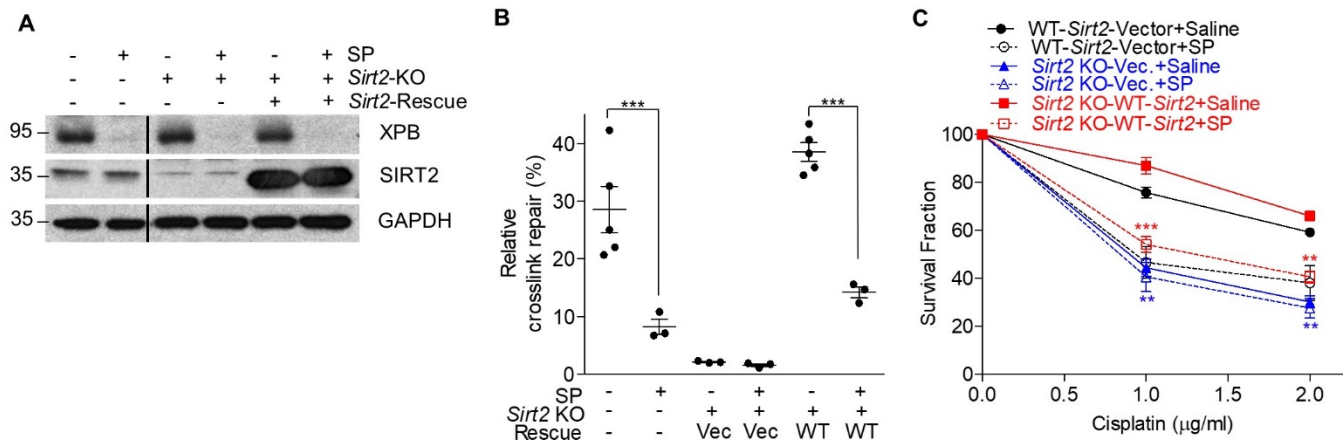 A
- + - + - + SP
- - + + + + Sirt2-KO
- - - - + + Sirt2-Rescue
95 XPB
35 SIRT2
35 GAPDH
B
*** ***
Relative
crosslink repair (%)
40
30
20
10
0
SP - + - + - +
Sirt2 KO - - + + + +
Rescue - - Vec Vec WT WT
C
WT-Sirt2-Vector+Saline
WT-Sirt2-Vector+SP
Sirt2 KO-Vec.+Saline
Sirt2 KO-Vec.+SP
Sirt2 KO-WT-Sirt2+Saline
Sirt2 KO-WT-Sirt2+SP
Survival Fraction
100
80
60
40
20
0
*** **
** **
0.0 0.5 1.0 1.5 2.0
Cisplatin (µg/ml)